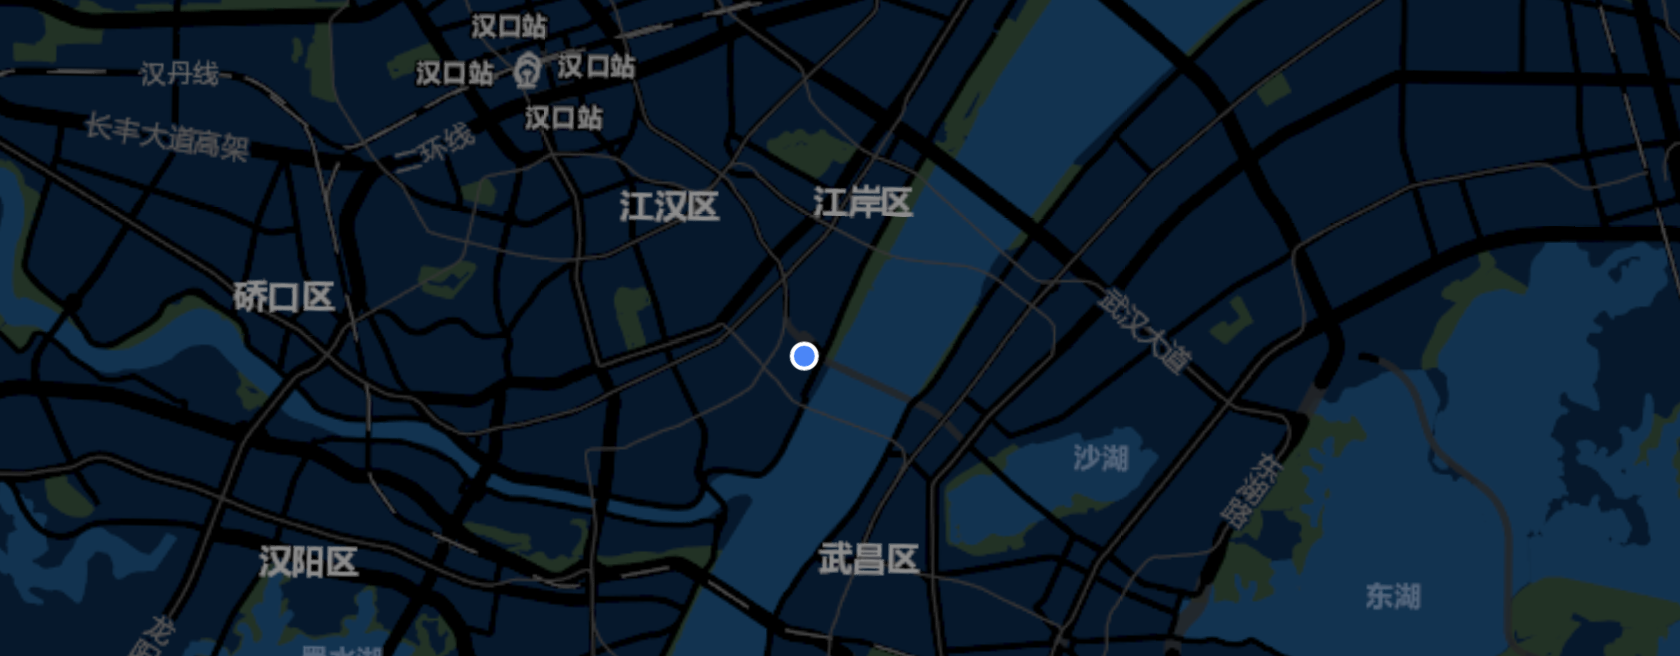 汉口站
汉口站
汉口站
汉口站
汉丹线
长丰大道高架
二环线
江汉区
江岸区
硚口区
武汉大道
沙湖
东湖路
汉阳区
武昌区
东湖